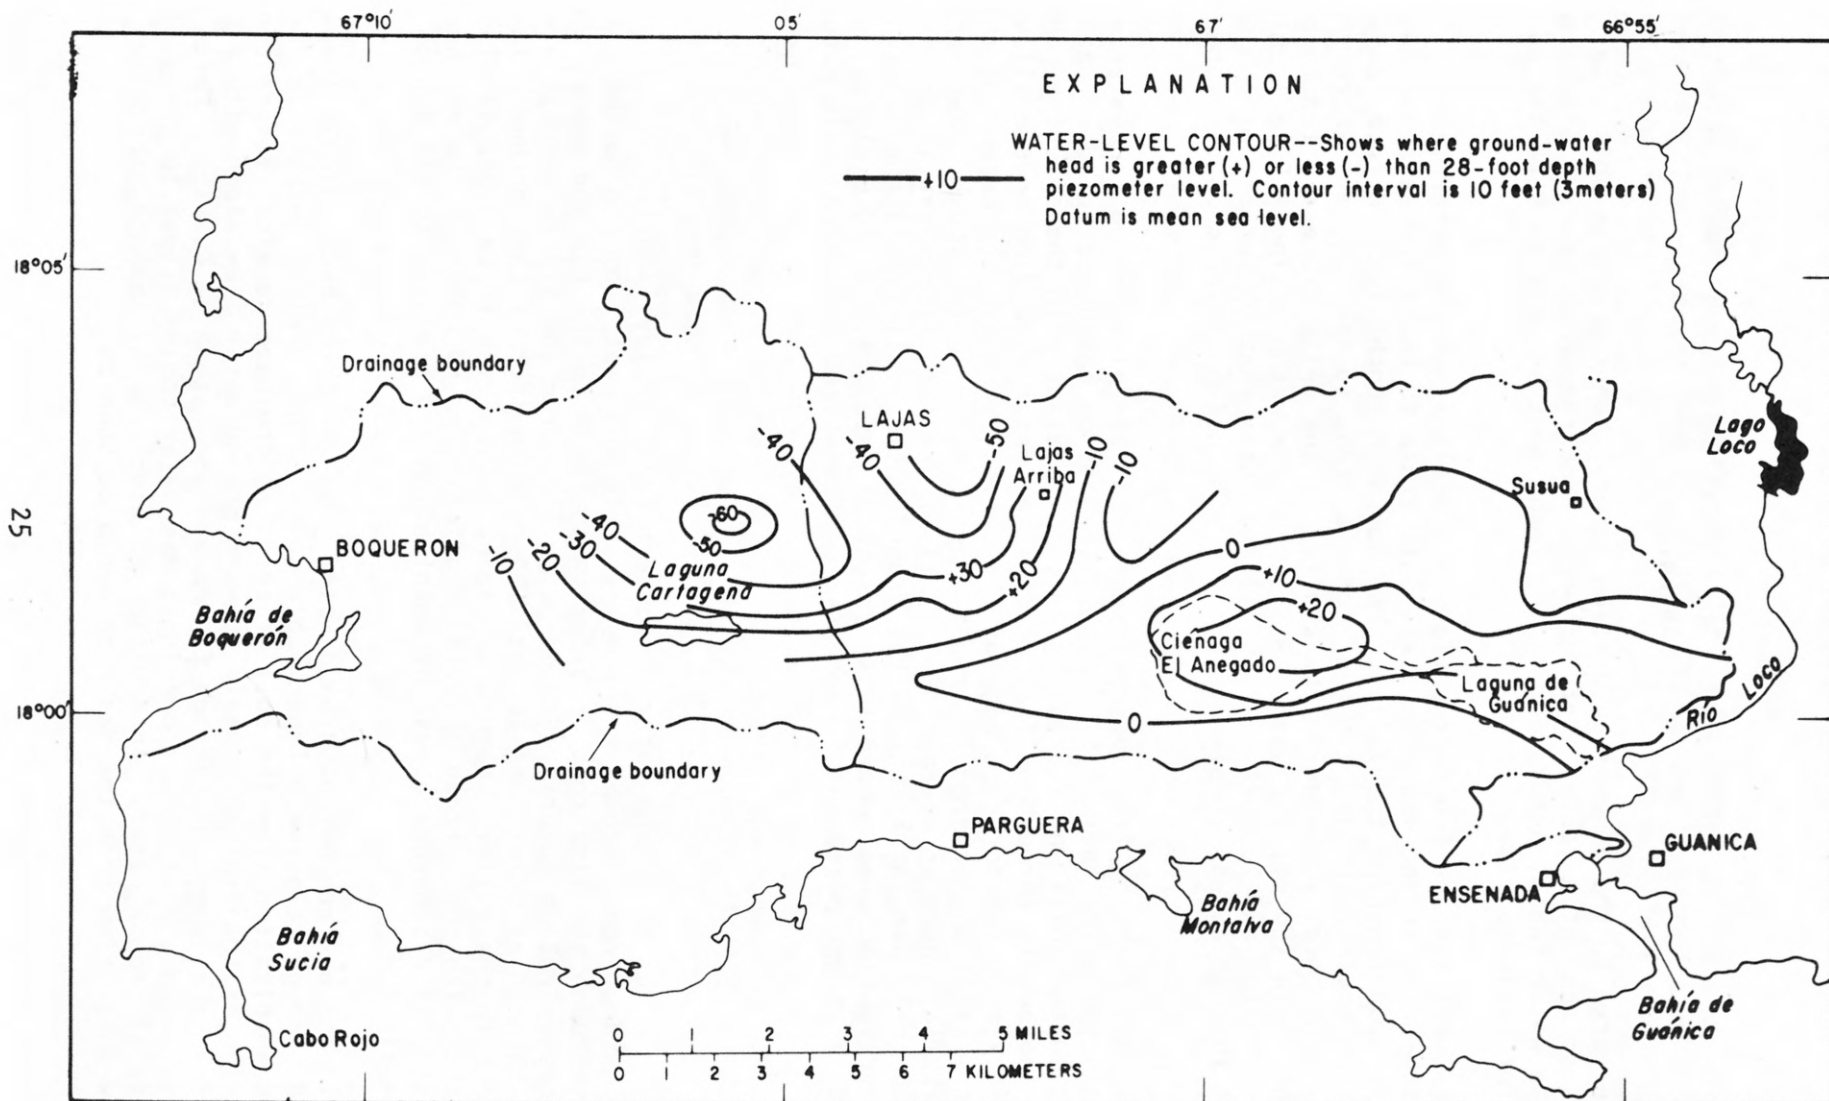 67°10'
05'
67'
66°55'
EXPLANATION
WATER-LEVEL CONTOUR--Shows where ground-water
head is greater (+) or less (-) than 28-foot depth
+10
piezometer level. Contour interval is 10 feet (3meters)
Datum is mean sea level.
18°05'
Drainage boundary
LAJAS
Lajas
Arriba
Lago
Loco
Susua
-40
-40
-50
-10
-10
-60
-50
-40
-30
-20
-10
BOQUERON
Laguna
Cartagena
+30
+20
0
+10
+20
Bahía de
Boquerón
Cienaga
El Anegado
Laguna de
Guanica
RÍO LOCO
18°00'
0
Drainage boundary
25
PARGUERA
GUANICA
ENSENADA
Bahía
Montalva
Bahía
Sucia
Bahía de
Guánica
Cabo Rojo
0 1 2 3 4 5 MILES
0 1 2 3 4 5 6 7 KILOMETERS